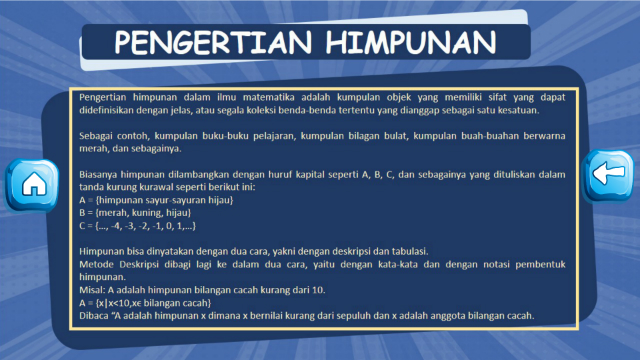 PENGERTIAN HIMPUNAN
Pengertian himpunan dalam ilmu matematika adalah kumpulan objek yang memiliki sifat yang dapat
didefinisikan dengan jelas, atau segala koleksi benda-benda tertentu yang dianggap sebagai satu kesatuan.
Sebagai contoh, kumpulan buku-buku pelajaran, kumpulan bilagan bulat, kumpulan buah-buahan berwarna
merah, dan sebagainya.
Biasanya himpunan dilambangkan dengan huruf kapital seperti A, B, C, dan sebagainya yang dituliskan dalam
tanda kurung kurawal seperti berikut ini:
A = {himpunan sayur-sayuran hijau}
B = {merah, kuning, hijau}
C = {…, -4, -3, -2, -1, 0, 1,…}
Himpunan bisa dinyatakan dengan dua cara, yakni dengan deskripsi dan tabulasi.
Metode Deskripsi dibagi lagi ke dalam dua cara, yaitu dengan kata-kata dan dengan notasi pembentuk
himpunan.
Misal: A adalah himpunan bilangan cacah kurang dari 10.
A = {x|x<10,xϵ bilangan cacah}
Dibaca “A adalah himpunan x dimana x bernilai kurang dari sepuluh dan x adalah anggota bilangan cacah.